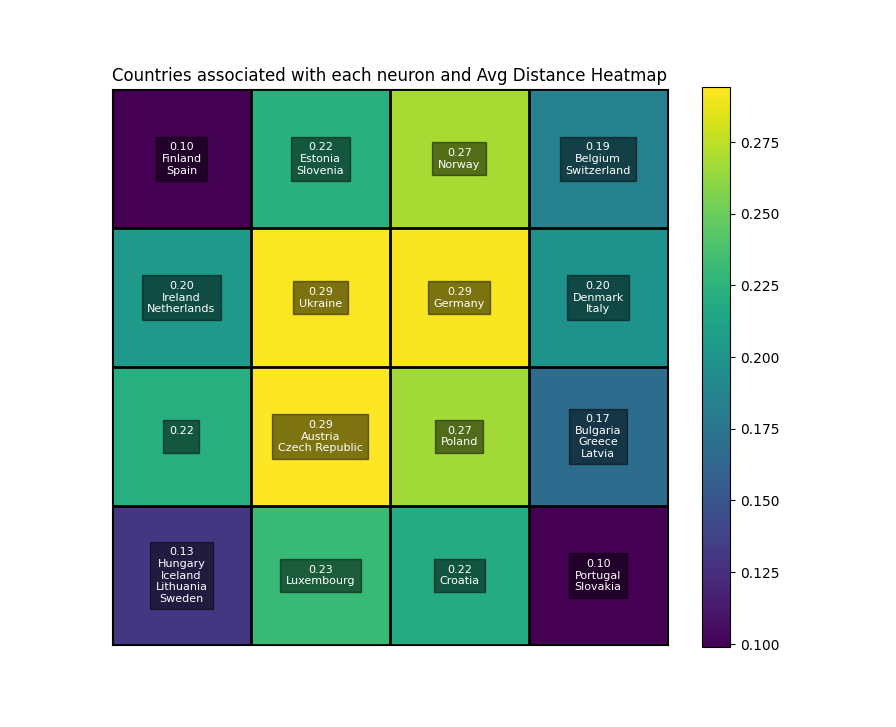 Countries associated with each neuron and Avg Distance Heatmap
0.10
Finland
Spain
0.22
Estonia
Slovenia
0.27
Norway
0.19
Belgium
Switzerland
0.20
Ireland
Netherlands
0.29
Ukraine
0.29
Germany
0.20
Denmark
Italy
0.22
0.29
Austria
Czech Republic
0.27
Poland
0.17
Bulgaria
Greece
Latvia
0.13
Hungary
Iceland
Lithuania
Sweden
0.23
Luxembourg
0.22
Croatia
0.10
Portugal
Slovakia
0.275
0.250
0.225
0.200
0.175
0.150
0.125
0.100